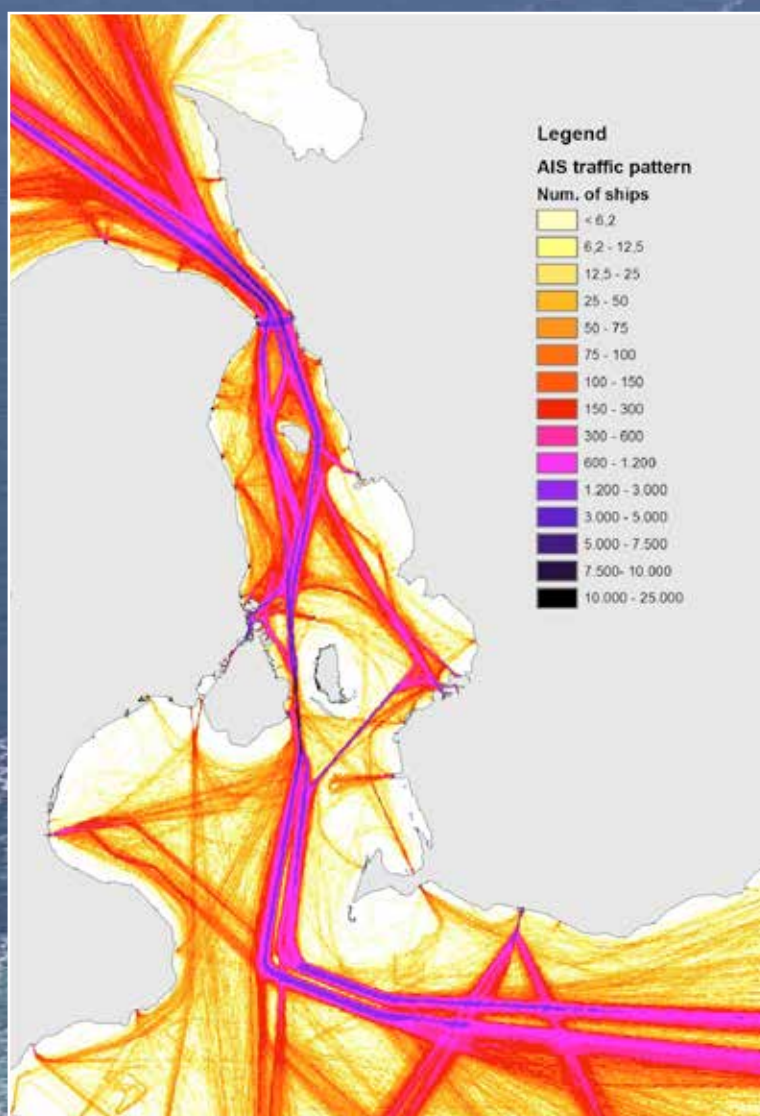 Legend
AIS traffic pattern
Num. of ships
< 6,2
6,2 - 12,5
12,5 - 25
25 - 50
50 - 75
75 - 100
100 - 150
150 - 300
300 - 600
600 - 1.200
1.200 - 3.000
3.000 - 5.000
5.000 - 7.500
7.500- 10.000
10.000 - 25.000